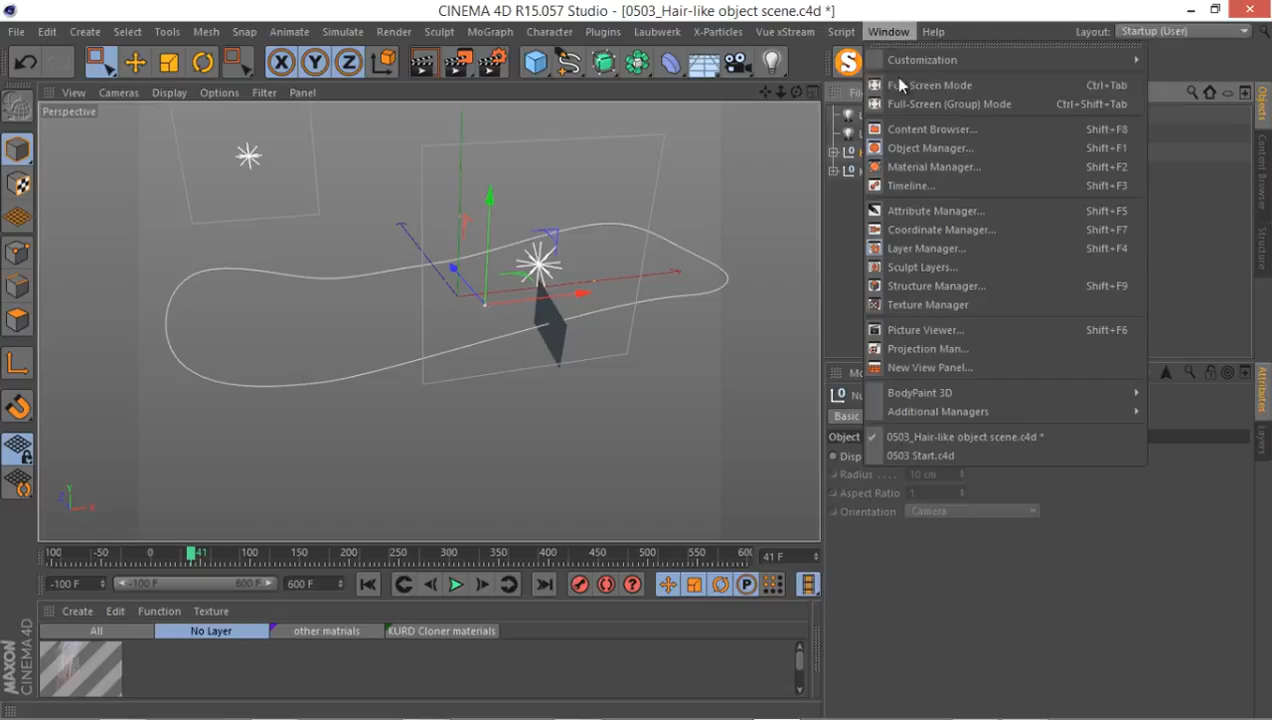 CINEMA 4D R15.057 Studio - [0503_Hair-like object scene.c4d *]
File Edit Create Select Tools Mesh Snap Animate Simulate Render Sculpt MoGraph Character Plugins Laubwerk X-Particles Vue xStream Script Window Help Layout: Startup (User)
X Y Z S
View Cameras Display Options Filter Panel
Perspective
Customization
Full-Screen Mode Ctrl+Tab
Full-Screen (Group) Mode Ctrl+Shift+Tab
Content Browser... Shift+F8
Object Manager... Shift+F1
Material Manager... Shift+F2
Timeline... Shift+F3
Attribute Manager... Shift+F5
Coordinate Manager... Shift+F7
Layer Manager... Shift+F4
Sculpt Layers...
Structure Manager... Shift+F9
Texture Manager
Picture Viewer... Shift+F6
Projection Man...
New View Panel...
BodyPaint 3D
Additional Managers
0503_Hair-like object scene.c4d *
0503 Start.c4d
Objects
Content Browser
Attributes
Layers
Basic
Object
Disp
Radius 10 cm
Aspect Ratio 1
Orientation Camera
Y
Z X
100 -50 0 41 100 150 200 250 300 350 400 450 500 550 600 41 F
-100 F -100 F 600 F 600 F P
Create Edit Function Texture
All No Layer other matrials KURD Cloner materials
MAXON
CINEMA 4D